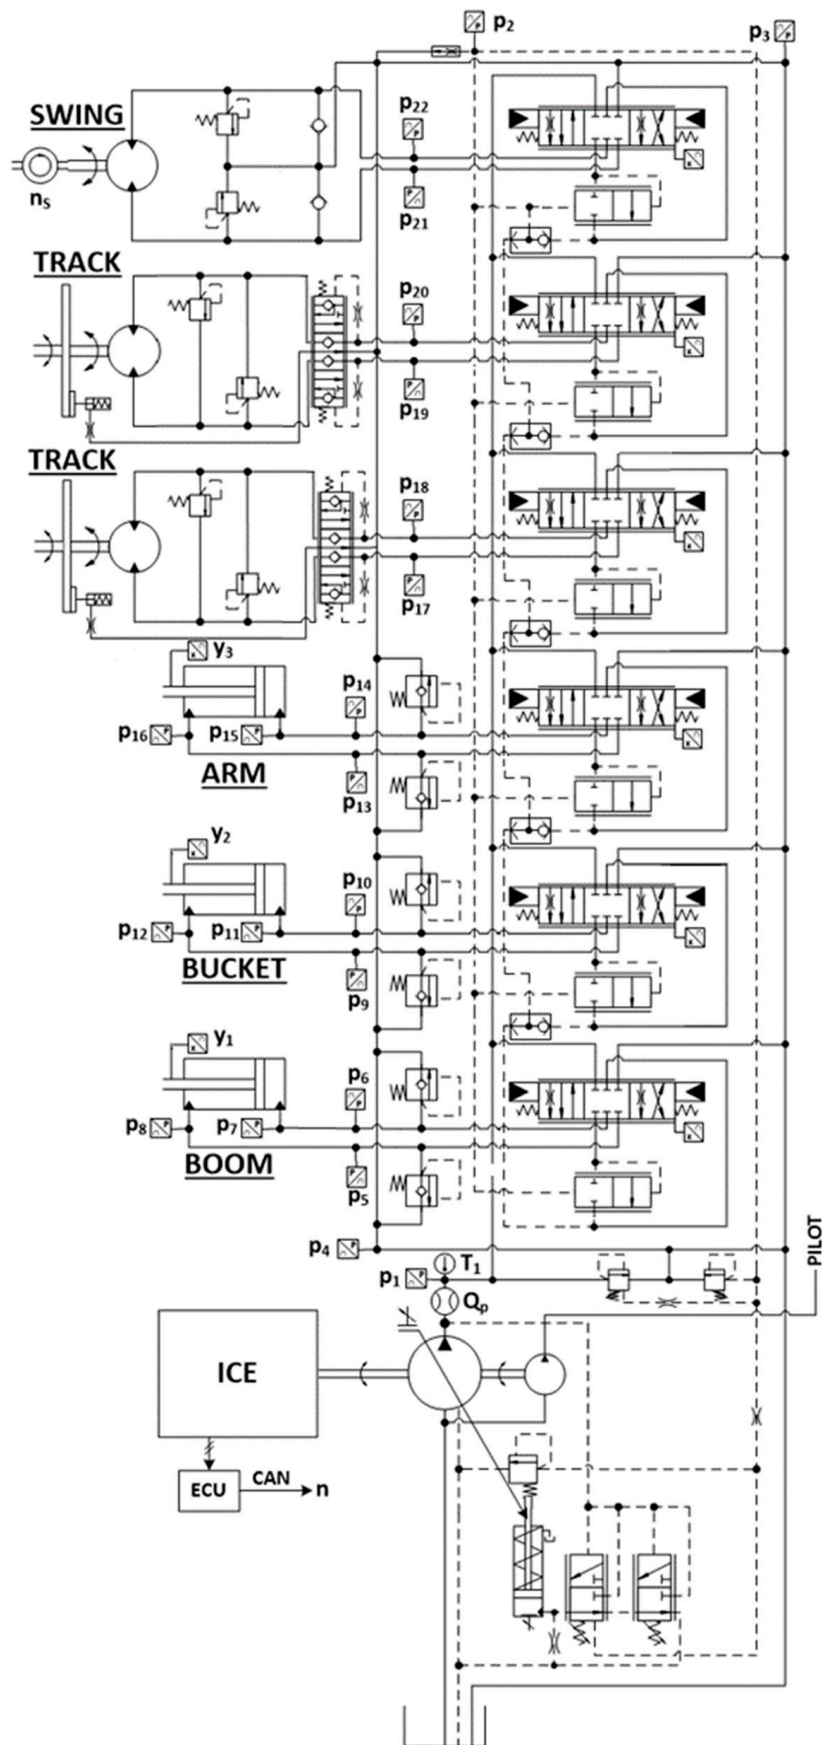 p2
p3
SWING
p22
nS
p21
TRACK
p20
p19
TRACK
p18
p17
y3
p14
p16
p15
ARM
p13
y2
p10
p12
p11
BUCKET
p9
y1
p6
p8
p7
BOOM
p5
p4
T1
p1
Qp
PILOT
ICE
ECU
CAN
n